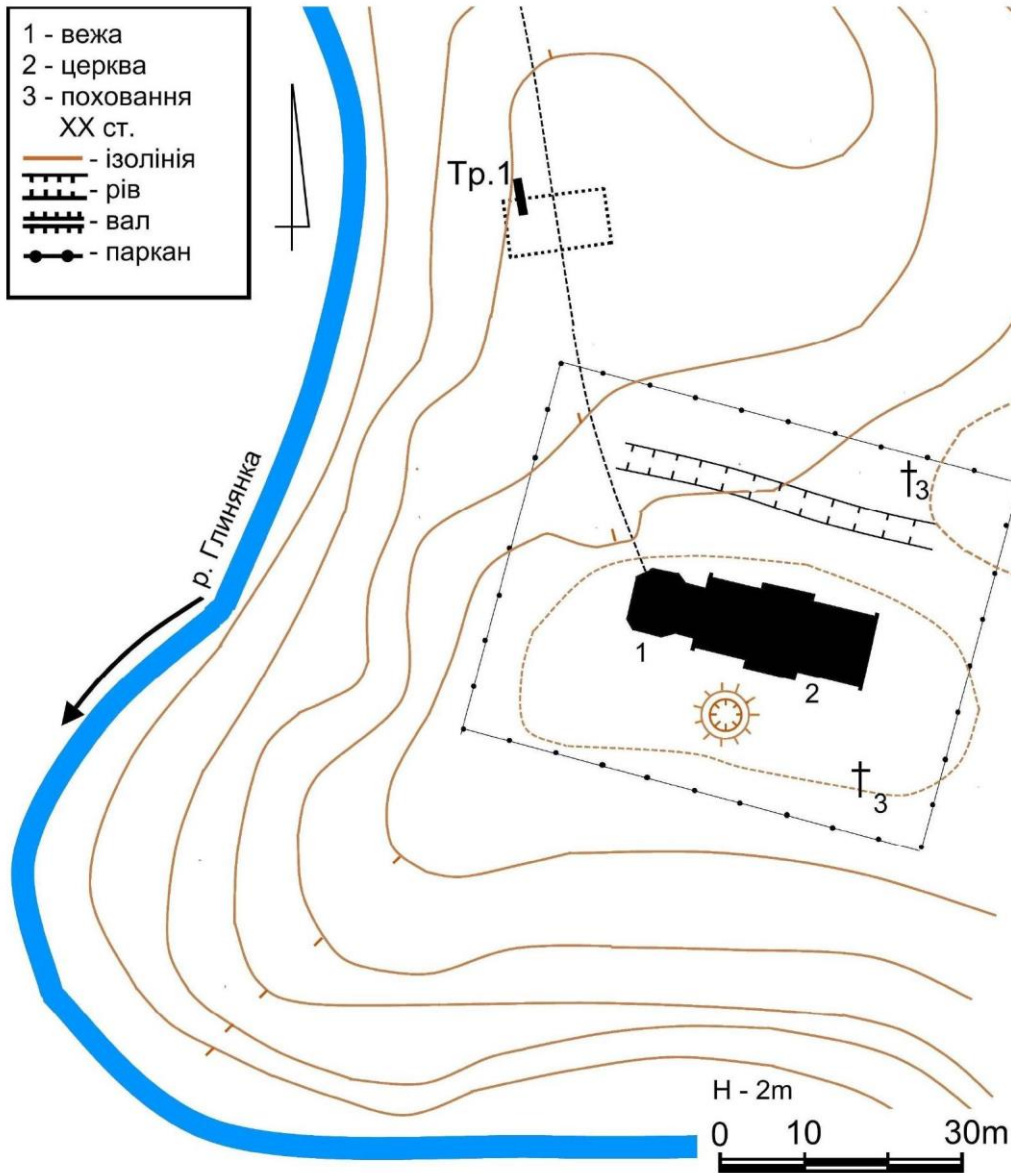 1 - вежа
2 - церква
3 - поховання
XX ст.
- ізолінія
- рів
- вал
- паркан
Тр.1
р. Глинянка
3
1
2
3
H - 2m
0 10 30m